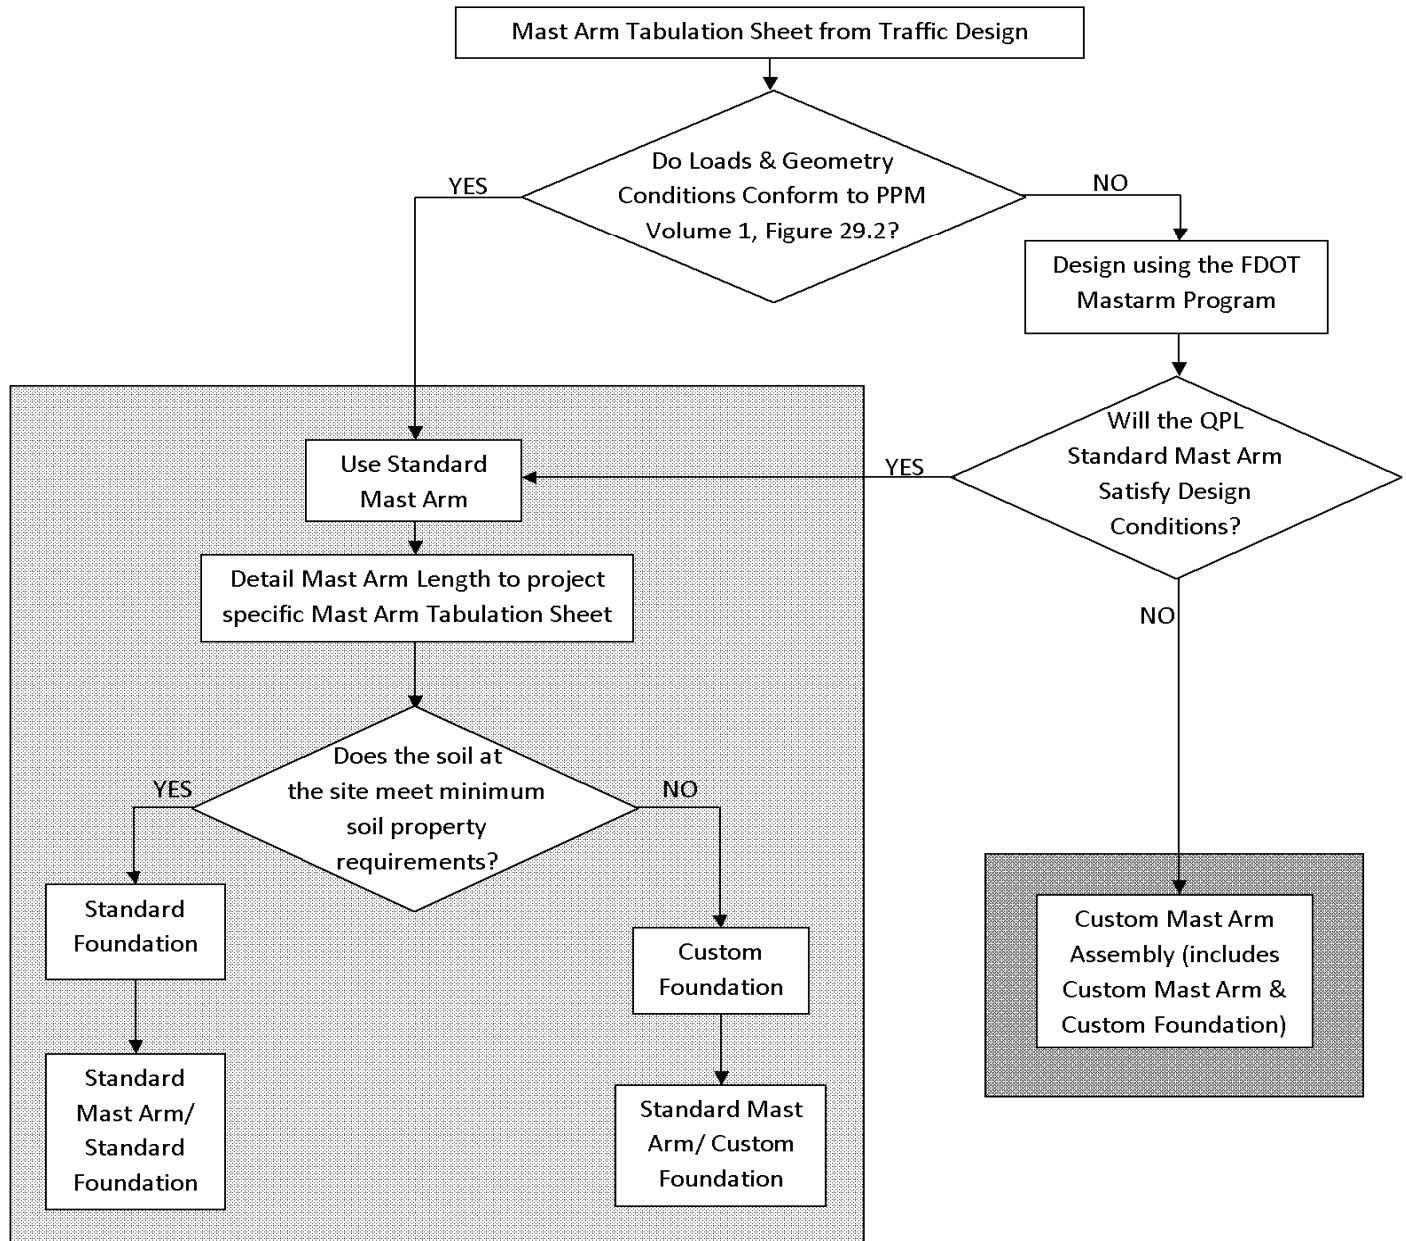 Mast Arm Tabulation Sheet from Traffic Design
Do Loads & Geometry
Conditions Conform to PPM
Volume 1, Figure 29.2?
YES
NO
Design using the FDOT
Mastarm Program
Will the QPL
Standard Mast Arm
Satisfy Design
Conditions?
YES
NO
Use Standard
Mast Arm
Detail Mast Arm Length to project
specific Mast Arm Tabulation Sheet
Does the soil at
the site meet minimum
soil property
requirements?
YES
NO
Standard
Foundation
Custom
Foundation
Standard
Mast Arm/
Standard
Foundation
Standard Mast
Arm/ Custom
Foundation
Custom Mast Arm
Assembly (includes
Custom Mast Arm &
Custom Foundation)